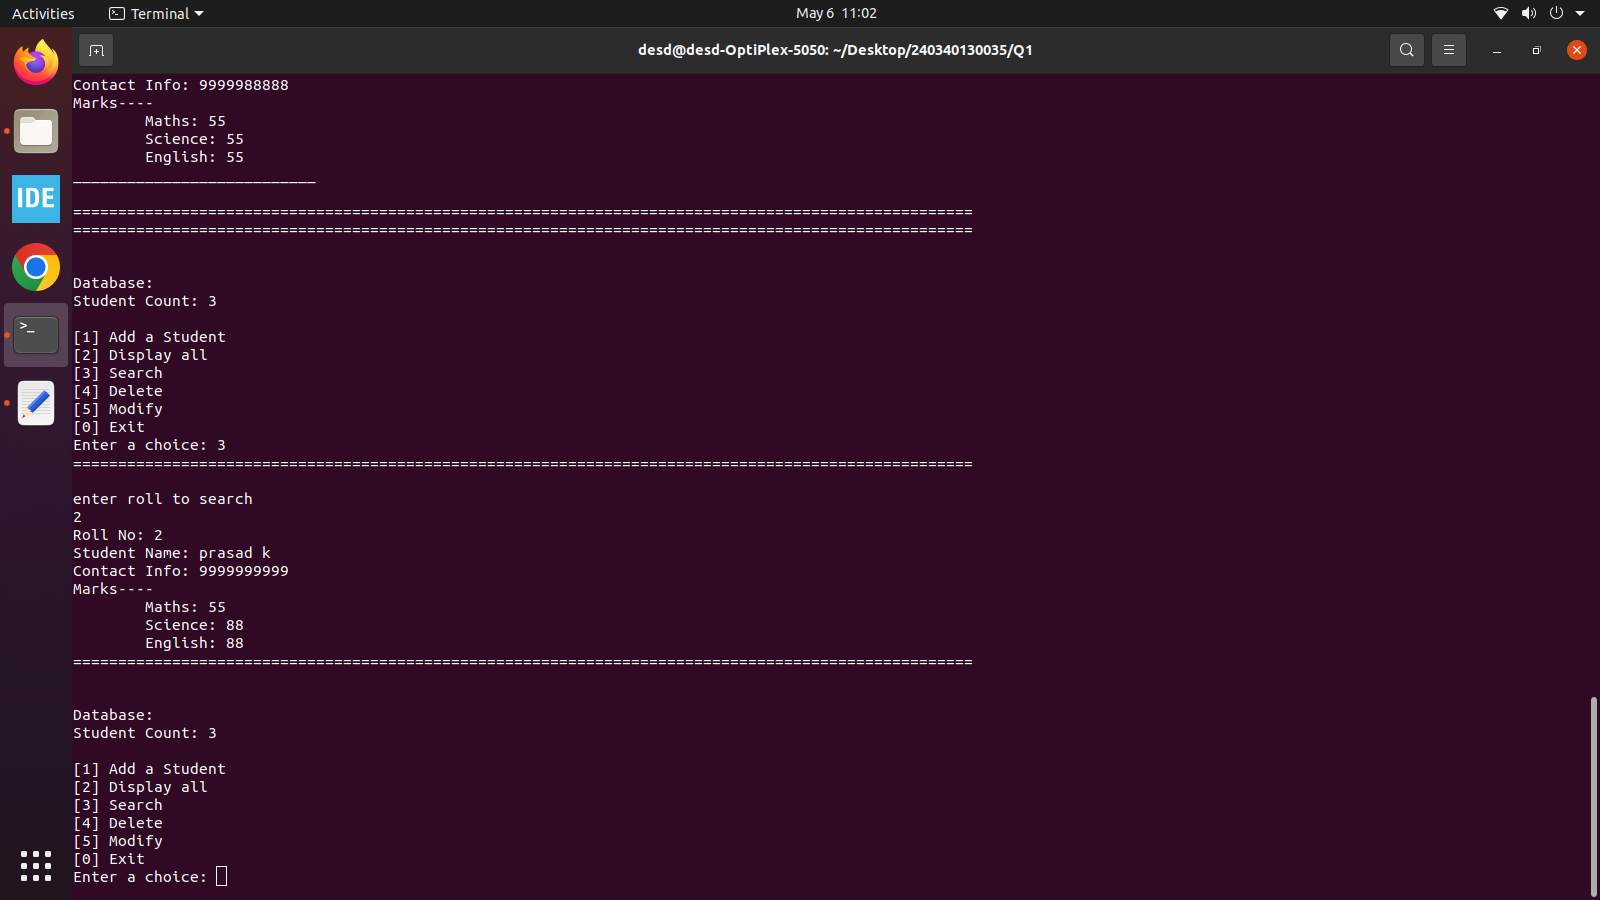 Activities
Terminal
May 6 11:02
desd@desd-OptiPlex-5050: ~/Desktop/240340130035/Q1
IDE
>_
Contact Info: 9999988888
Marks----
Maths: 55
Science: 55
English: 55
___________________________
====================================================================================================
====================================================================================================
Database:
Student Count: 3
[1] Add a Student
[2] Display all
[3] Search
[4] Delete
[5] Modify
[0] Exit
Enter a choice: 3
====================================================================================================
enter roll to search
2
Roll No: 2
Student Name: prasad k
Contact Info: 9999999999
Marks----
Maths: 55
Science: 88
English: 88
====================================================================================================
Database:
Student Count: 3
[1] Add a Student
[2] Display all
[3] Search
[4] Delete
[5] Modify
[0] Exit
Enter a choice: